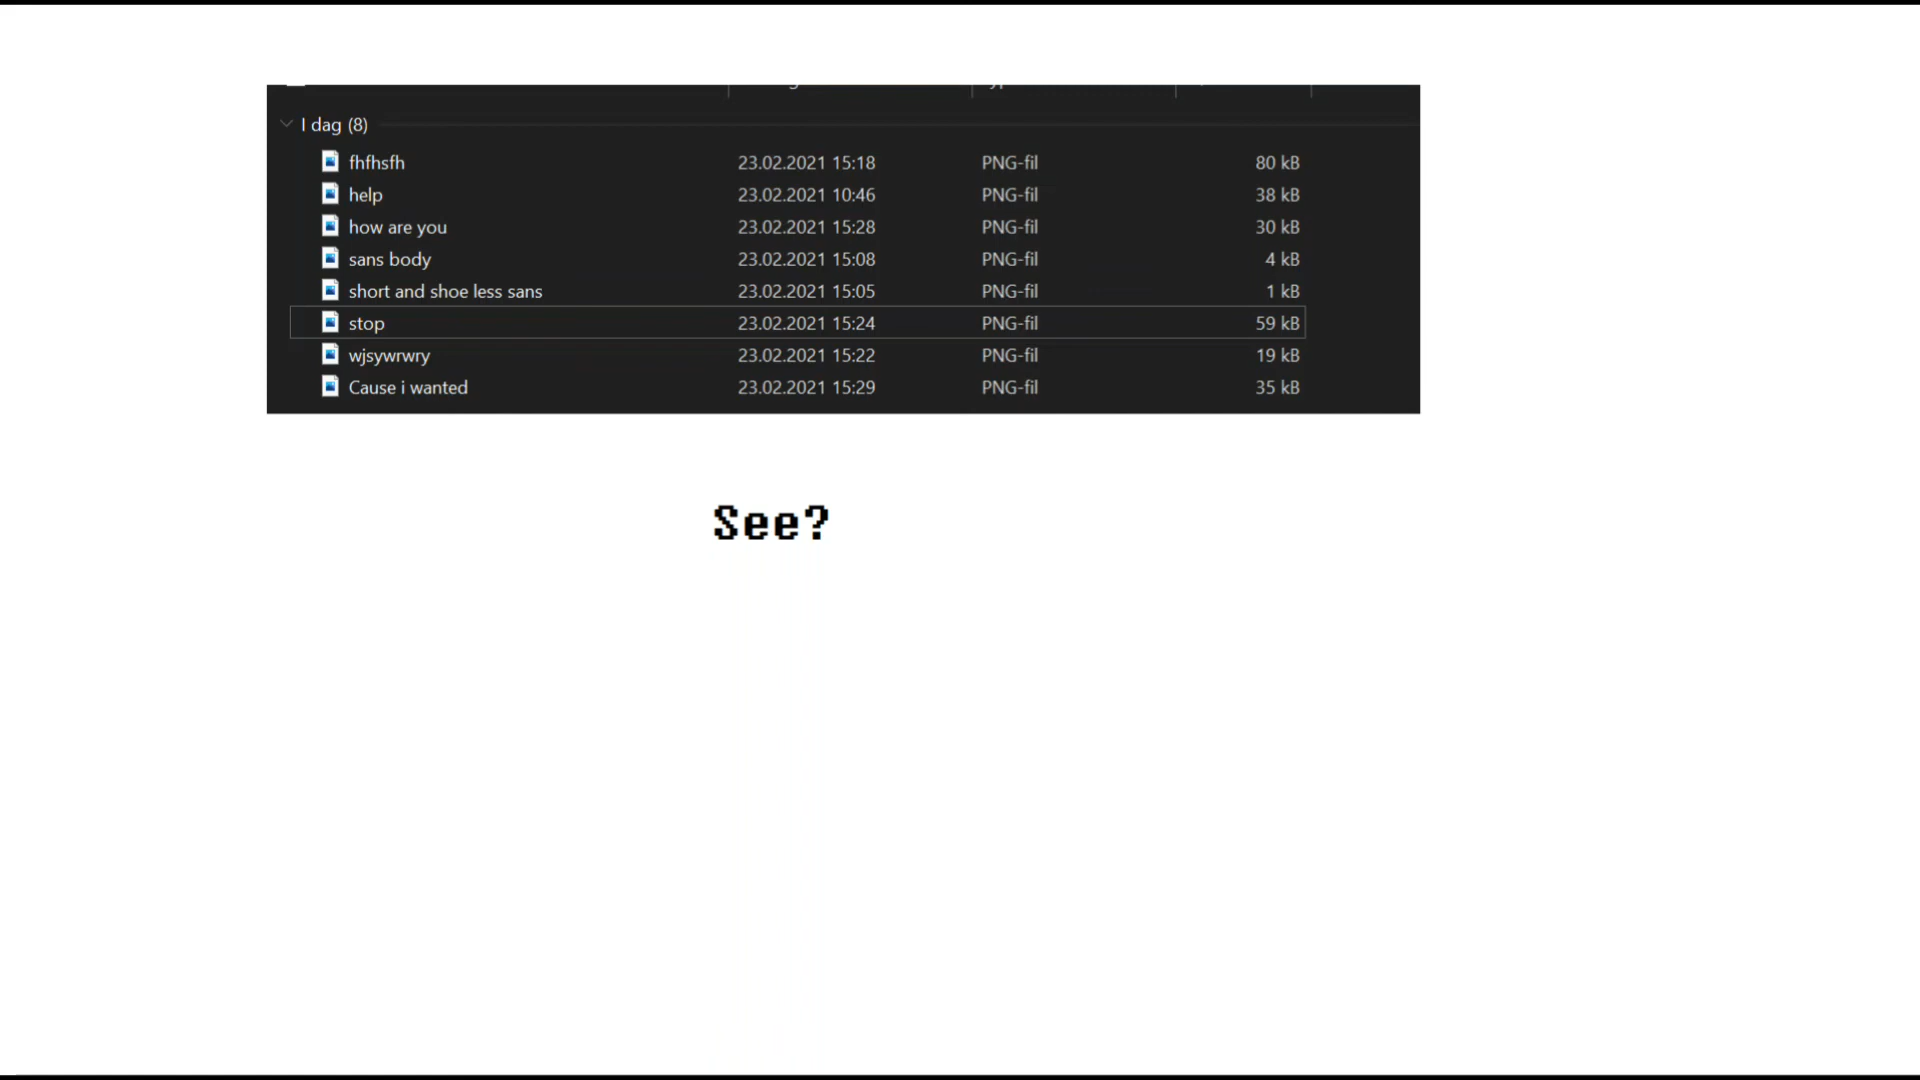 I dag (8)
fhfhsfh 23.02.2021 15:18 PNG-fil 80 kB
help 23.02.2021 10:46 PNG-fil 38 kB
how are you 23.02.2021 15:28 PNG-fil 30 kB
sans body 23.02.2021 15:08 PNG-fil 4 kB
short and shoe less sans 23.02.2021 15:05 PNG-fil 1 kB
stop 23.02.2021 15:24 PNG-fil 59 kB
wjsywrwry 23.02.2021 15:22 PNG-fil 19 kB
Cause i wanted 23.02.2021 15:29 PNG-fil 35 kB
See?